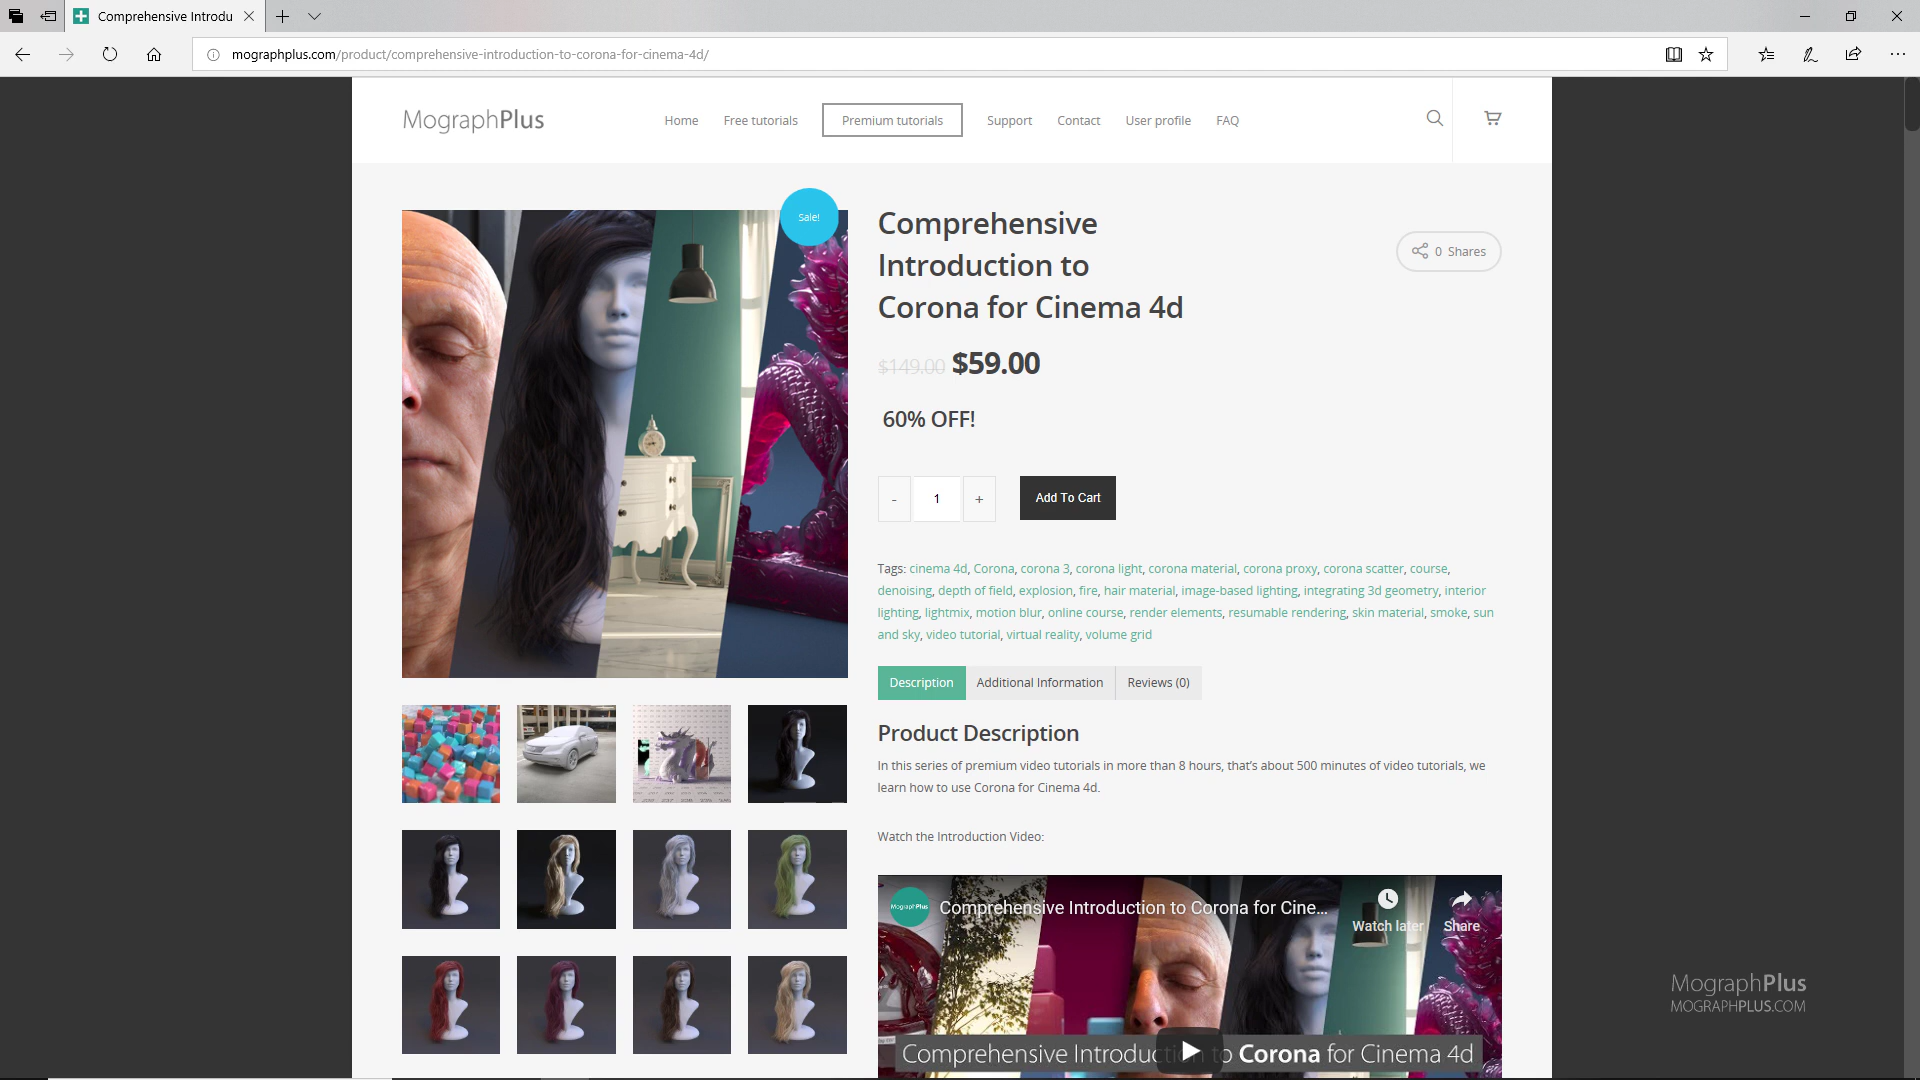 Comprehensive Introdu
mographplus.com/product/comprehensive-introduction-to-corona-for-cinema-4d/
MographPlus
Home
Free tutorials
Premium tutorials
Support
Contact
User profile
FAQ
Sale!
Comprehensive
Introduction to
Corona for Cinema 4d
0 Shares
$149.00 $59.00
60% OFF!
- 1 +
Add To Cart
Tags: cinema 4d, Corona, corona 3, corona light, corona material, corona proxy, corona scatter, course,
denoising, depth of field, explosion, fire, hair material, image-based lighting, integrating 3d geometry, interior
lighting, lightmix, motion blur, online course, render elements, resumable rendering, skin material, smoke, sun
and sky, video tutorial, virtual reality, volume grid
Description
Additional Information
Reviews (0)
Product Description
In this series of premium video tutorials in more than 8 hours, that's about 500 minutes of video tutorials, we
learn how to use Corona for Cinema 4d.
Watch the Introduction Video:
MographPlus
Comprehensive Introduction to Corona for Cine...
Watch later
Share
Comprehensive Introduc to Corona for Cinema 4d
MographPlus
MOGRAPHPLUS.COM